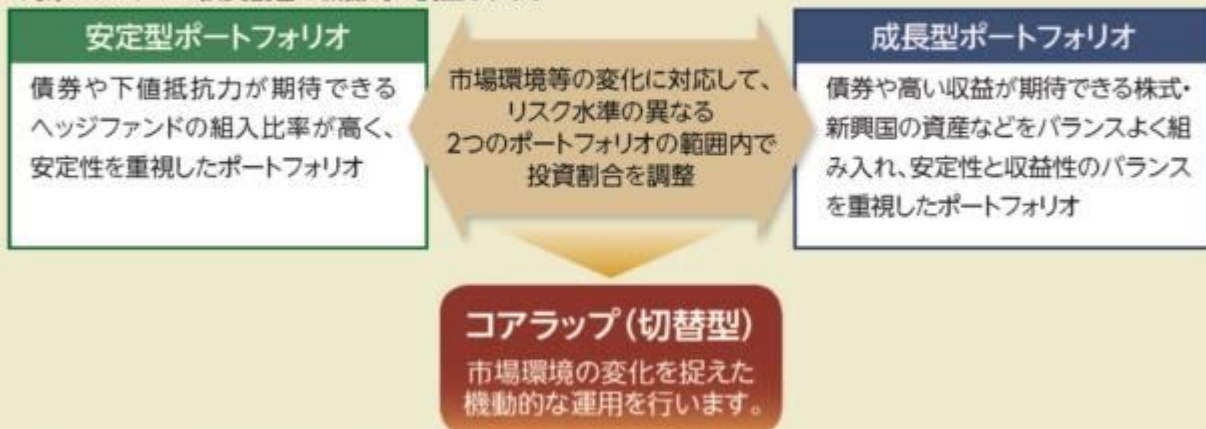 安定型ポートフォリオ
債券や下値抵抗力が期待できる
ヘッジファンドの組入比率が高く、
安定性を重視したポートフォリオ
市場環境等の変化に対応して、
リスク水準の異なる
2つのポートフォリオの範囲内で
投資割合を調整
成長型ポートフォリオ
債券や高い収益が期待できる株式・
新興国の資産などをバランスよく組
み入れ、安定性と収益性のバランス
を重視したポートフォリオ
コアラップ(切替型)
市場環境の変化を捉えた
機動的な運用を行います。